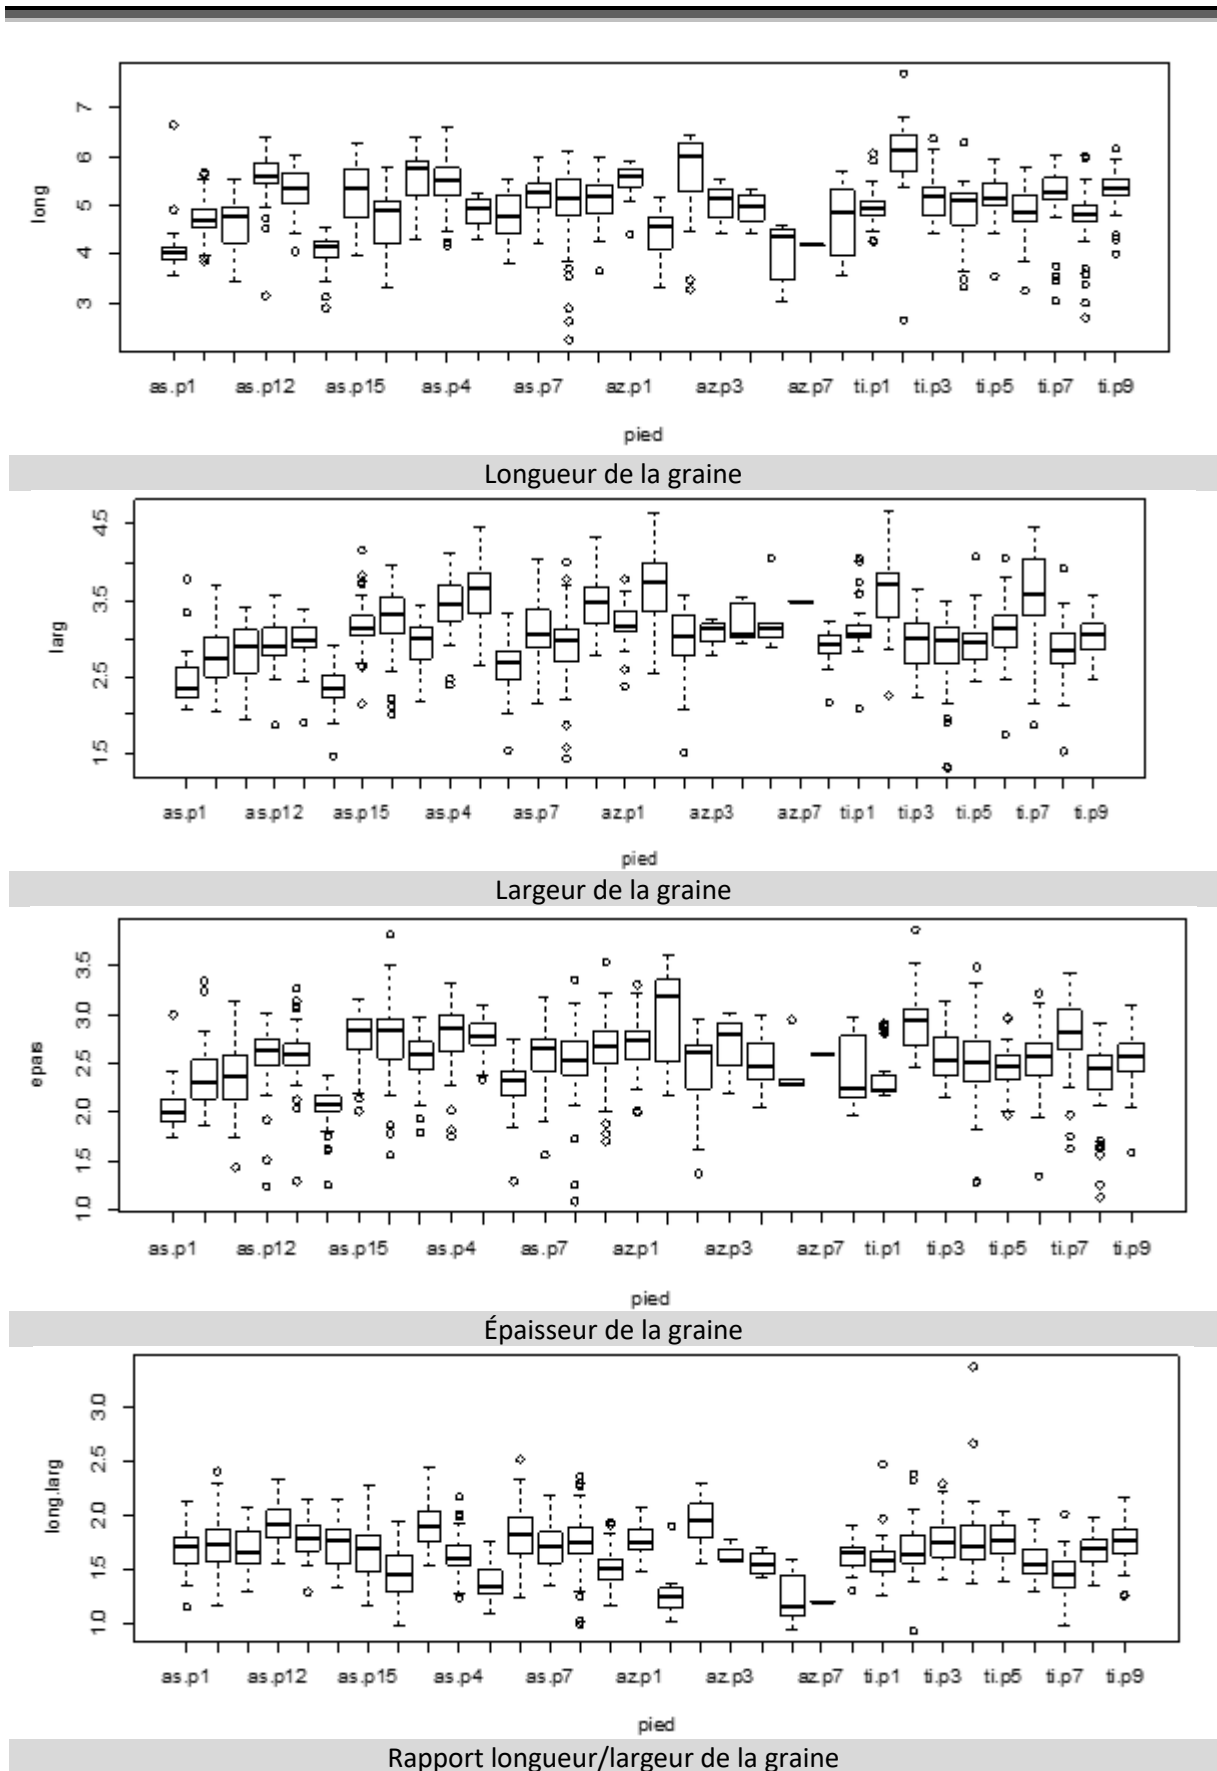 7
6
5
4
3
long
as.p1 as.p12 as.p15 as.p4 as.p7 az.p1 az.p3 az.p7 ti.p1 ti.p3 ti.p5 ti.p7 ti.p9
pied
Longueur de la graine
4.5
3.5
2.5
1.5
larg
as.p1 as.p12 as.p15 as.p4 as.p7 az.p1 az.p3 az.p7 ti.p1 ti.p3 ti.p5 ti.p7 ti.p9
pied
Largeur de la graine
3.5
3.0
2.5
2.0
1.5
1.0
epais
as.p1 as.p12 as.p15 as.p4 as.p7 az.p1 az.p3 az.p7 ti.p1 ti.p3 ti.p5 ti.p7 ti.p9
pied
Épaisseur de la graine
3.0
2.5
2.0
1.5
1.0
long.larg
as.p1 as.p12 as.p15 as.p4 as.p7 az.p1 az.p3 az.p7 ti.p1 ti.p3 ti.p5 ti.p7 ti.p9
pied
Rapport longueur/largeur de la graine